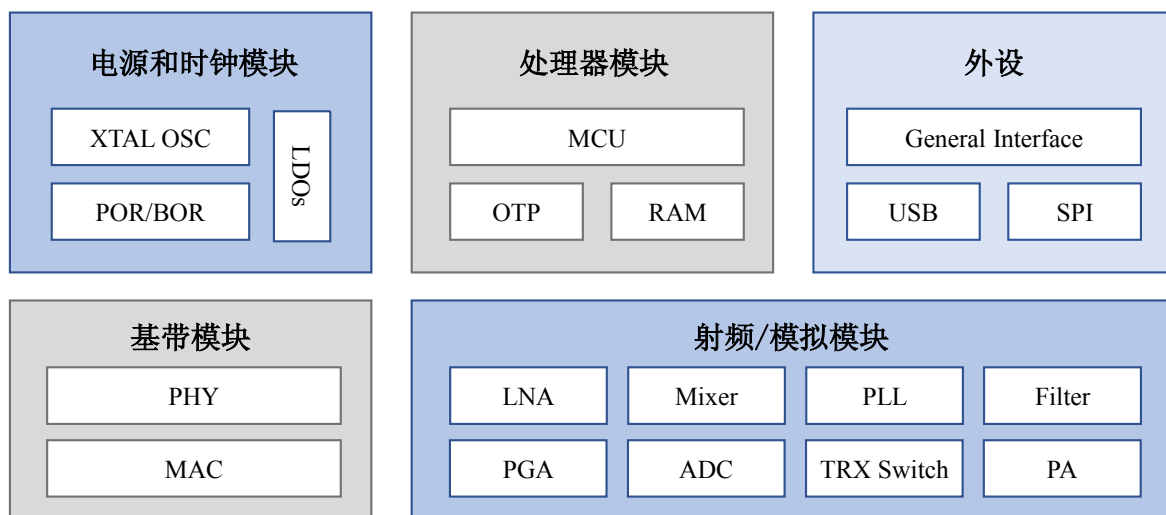 电源和时钟模块
XTAL OSC
POR/BOR
LDOs
处理器模块
MCU
OTP
RAM
外设
General Interface
USB
SPI
基带模块
PHY
MAC
射频/模拟模块
LNA
Mixer
PLL
Filter
PGA
ADC
TRX Switch
PA